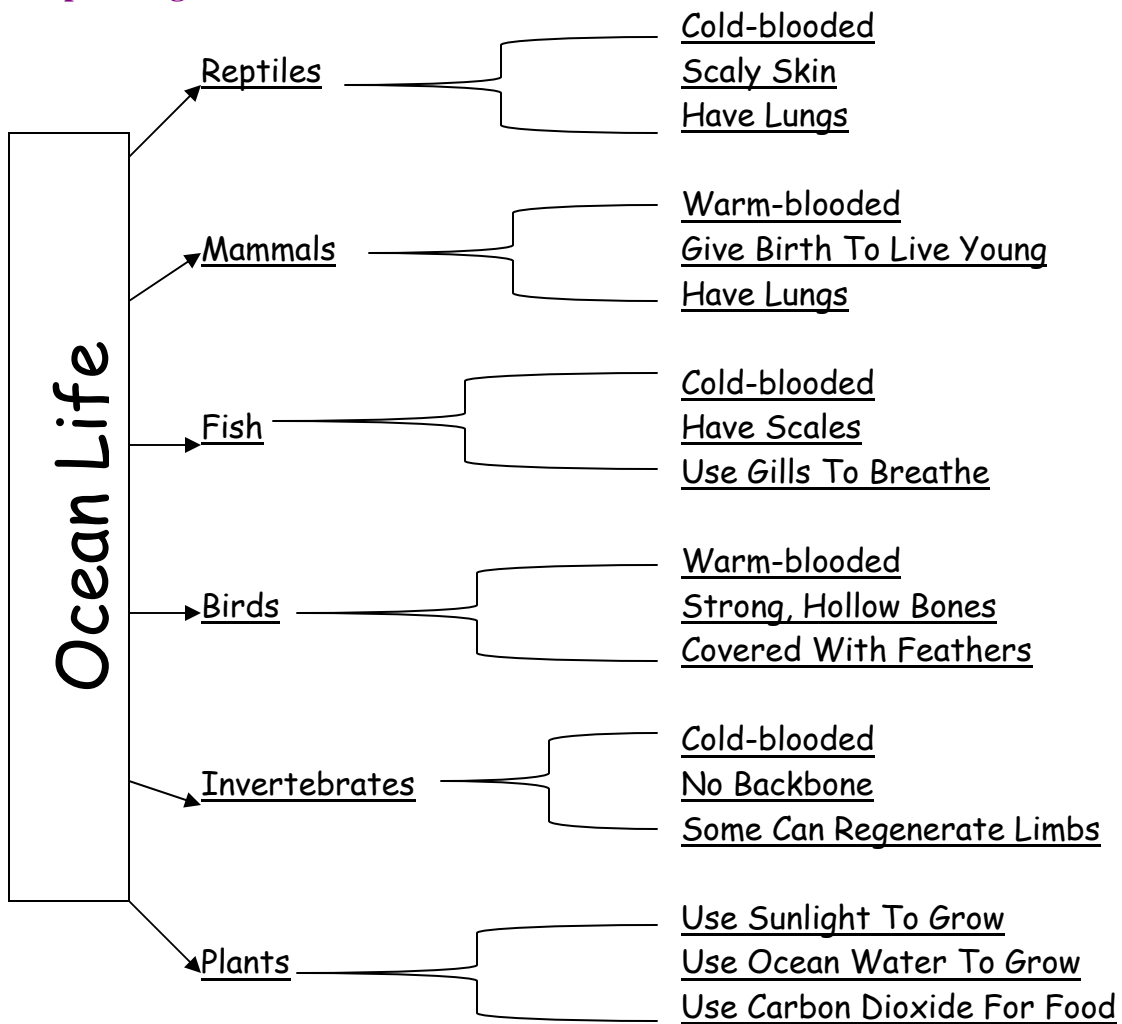 Ocean Life
Reptiles
Cold-blooded
Scaly Skin
Have Lungs
Mammals
Warm-blooded
Give Birth To Live Young
Have Lungs
Fish
Cold-blooded
Have Scales
Use Gills To Breathe
Birds
Warm-blooded
Strong, Hollow Bones
Covered With Feathers
Invertebrates
Cold-blooded
No Backbone
Some Can Regenerate Limbs
Plants
Use Sunlight To Grow
Use Ocean Water To Grow
Use Carbon Dioxide For Food